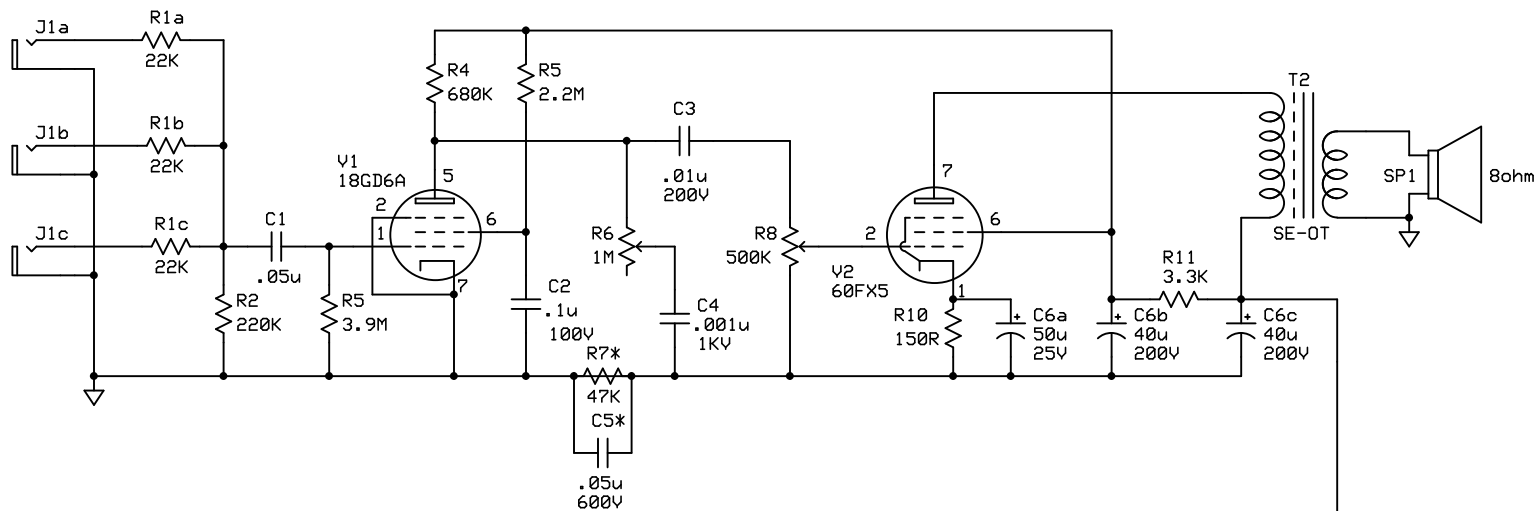 J1a
R1a
22K
J1b
R1b
22K
J1c
R1c
22K
C1
.05u
R2
220K
R5
3.9M
R4
680K
R5
2.2M
V1
18GD6A
5
2
1
6
7
C2
.1u
100V
C3
.01u
200V
R6
1M
C4
.001u
1KV
R7*
47K
C5*
.05u
600V
R8
500K
7
2
6
1
V2
60FX5
R10
150R
C6a
50u
25V
C6b
40u
200V
R11
3.3K
C6c
40u
200V
T2
SE-OT
SP1
8ohm